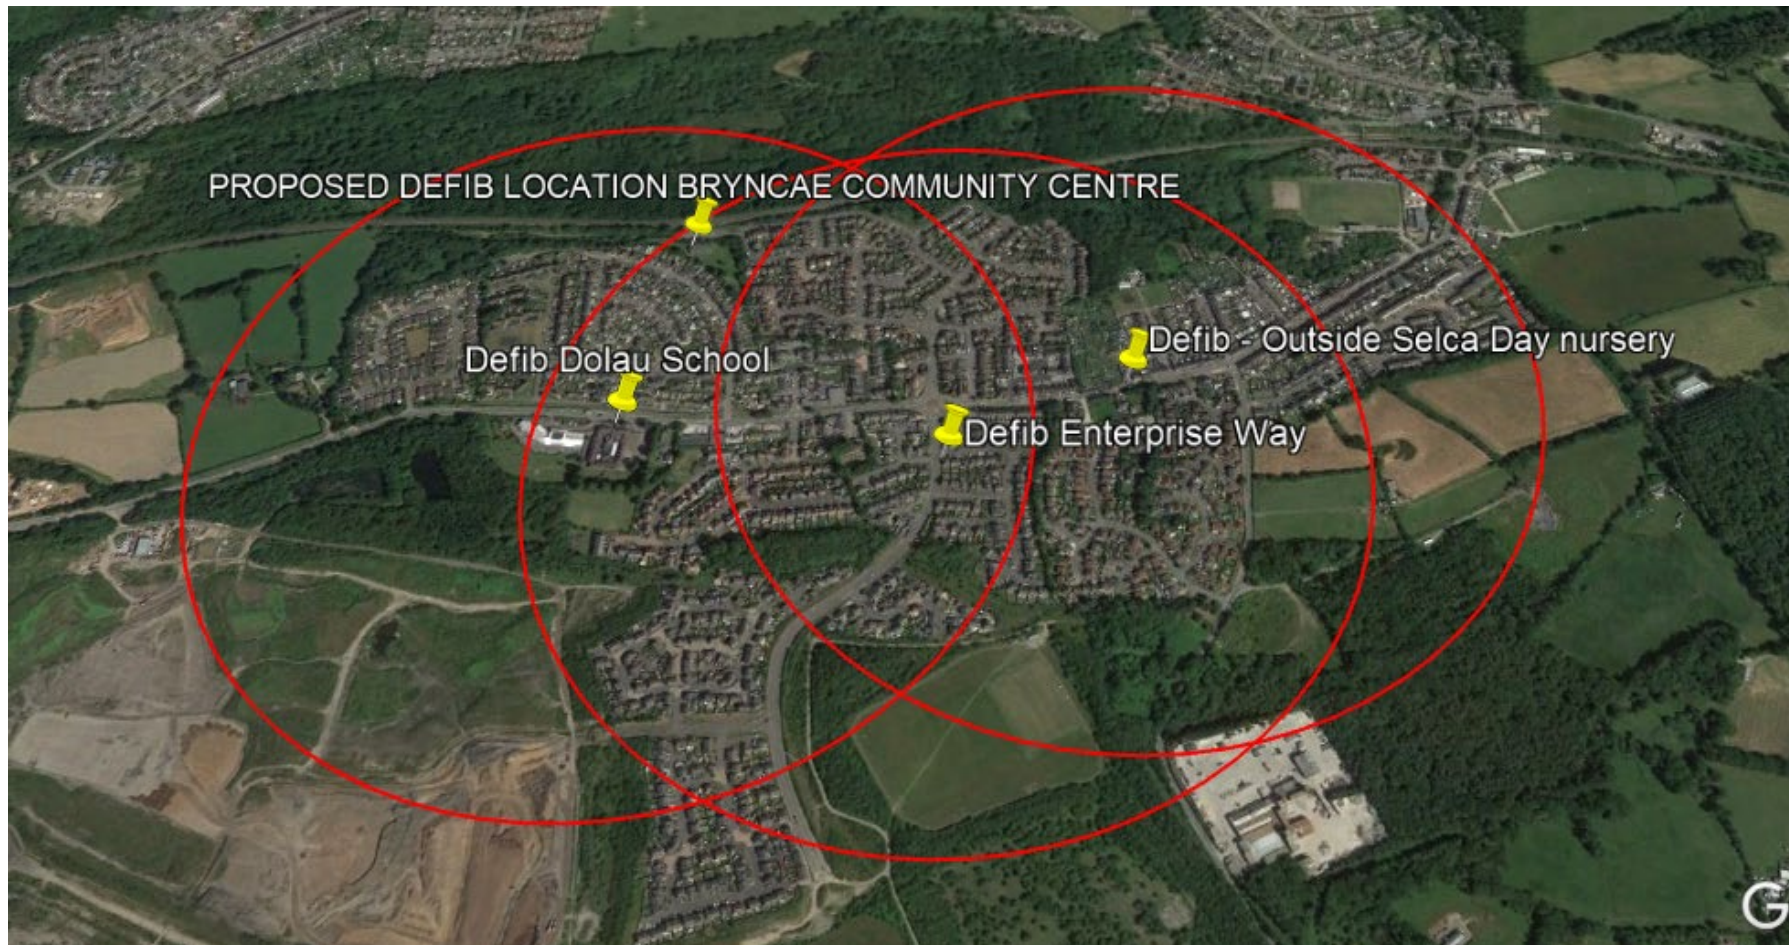 PROPOSED DEFIB LOCATION BRYNCAE COMMUNITY CENTRE
Defib - Outside Selca Day nursery
Defib Dolau School
Defib Enterprise Way
G